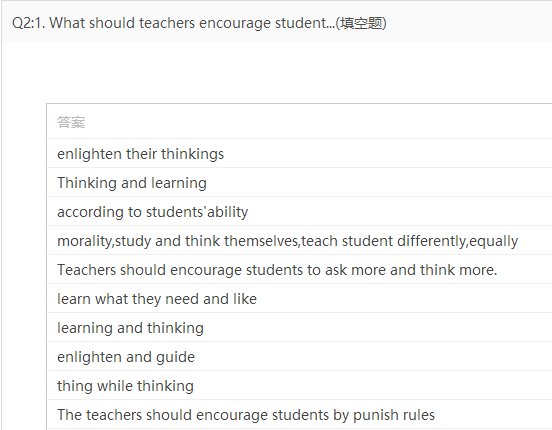 Q2:1. What should teachers encourage student...(填空题)
答案
enlighten their thinkings
Thinking and learning
according to students'ability
morality,study and think themselves,teach student differently,equally
Teachers should encourage students to ask more and think more.
learn what they need and like
learning and thinking
enlighten and guide
thing while thinking
The teachers should encourage students by punish rules